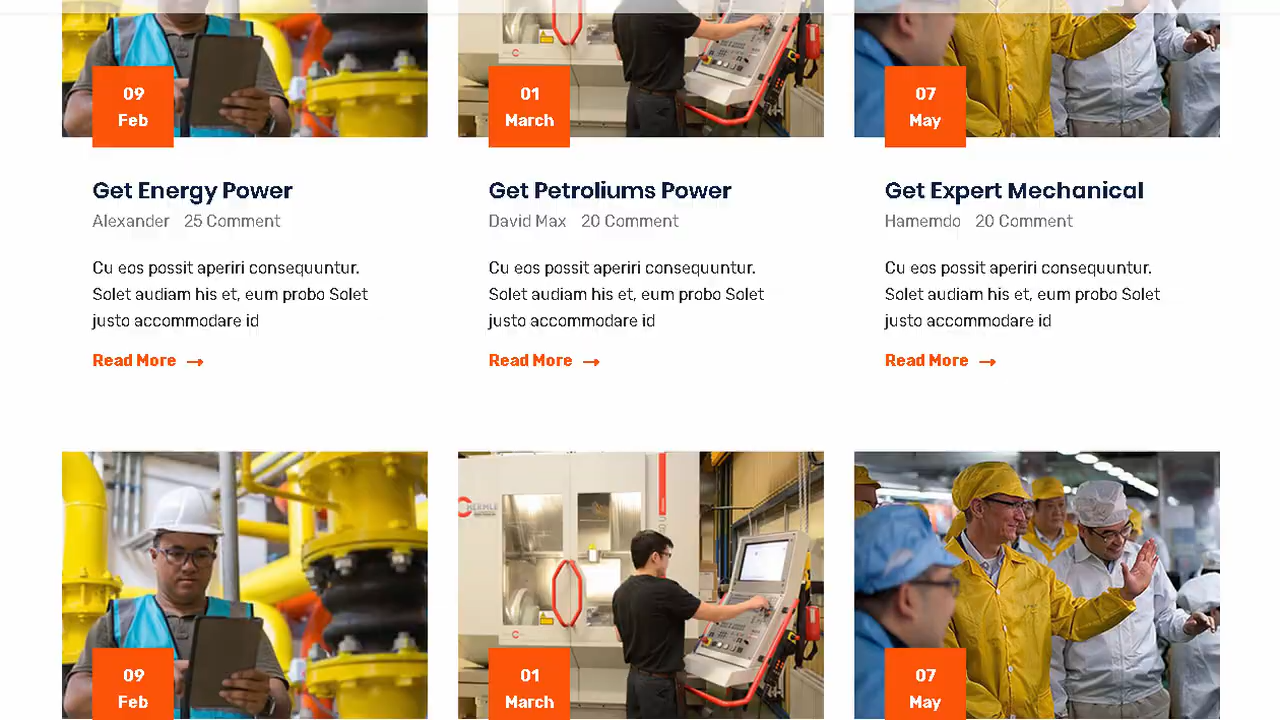 09
Feb
01
March
07
May
Get Energy Power
Alexander 25 Comment
Cu eos possit aperiri consequuntur.
Solet audiam his et, eum probo Solet
justo accommodare id
Read More →
Get Petroliums Power
David Max 20 Comment
Cu eos possit aperiri consequuntur.
Solet audiam his et, eum probo Solet
justo accommodare id
Read More →
Get Expert Mechanical
Hamemdo 20 Comment
Cu eos possit aperiri consequuntur.
Solet audiam his et, eum probo Solet
justo accommodare id
Read More →
HERMLE
09
Feb
01
March
07
May